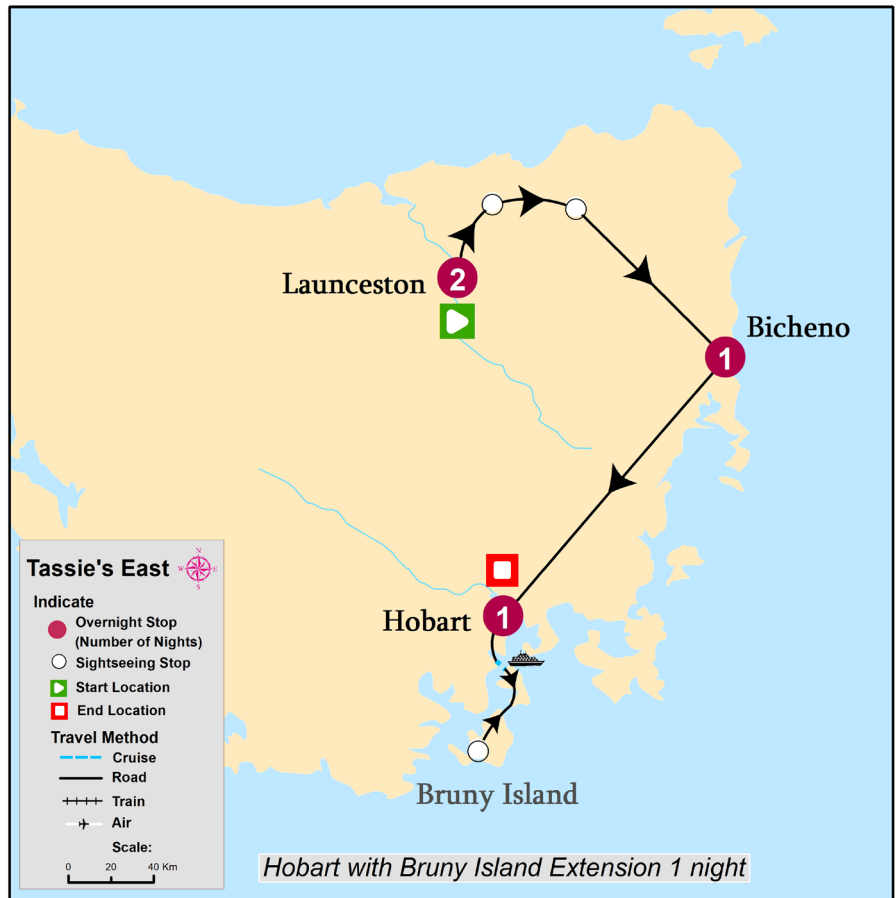 Launceston
2
Bicheno
1
Hobart
1
Bruny Island
Tassie's East
N
W
E
S
Indicate
Overnight Stop
(Number of Nights)
Sightseeing Stop
Start Location
End Location
Travel Method
Cruise
Road
Train
Air
Scale:
0 20 40 Km
Hobart with Bruny Island Extension 1 night